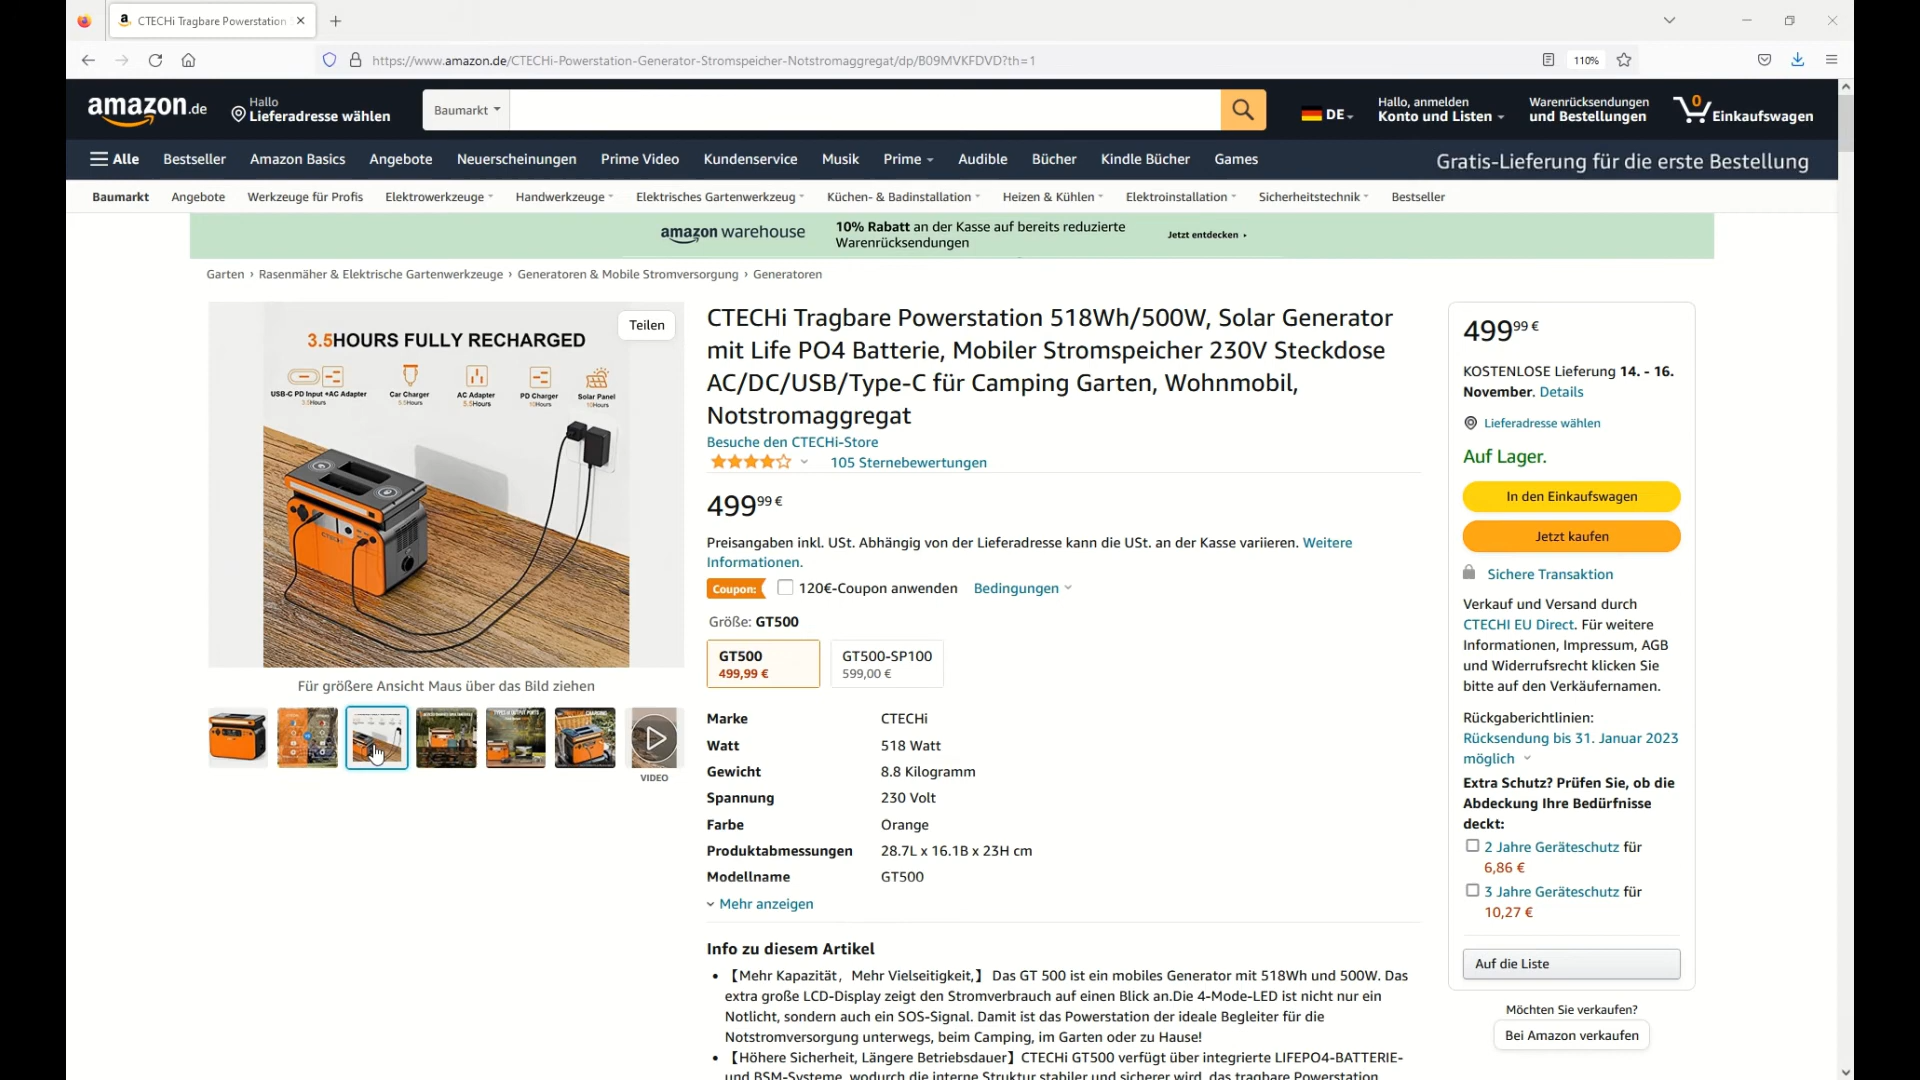 CTECHi Tragbare Powerstation
https://www.amazon.de/CTECHi-Powerstation-Generator-Stromspeicher-Notstromaggregat/dp/B09MVKFDVD?th=1
110%
amazon.de
Hallo
Lieferadresse wählen
Baumarkt
DE
Hallo, anmelden
Konto und Listen
Warenrücksendungen
und Bestellungen
0
Einkaufswagen
Alle
Bestseller
Amazon Basics
Angebote
Neuerscheinungen
Prime Video
Kundenservice
Musik
Prime
Audible
Bücher
Kindle Bücher
Games
Gratis-Lieferung für die erste Bestellung
Baumarkt
Angebote
Werkzeuge für Profis
Elektrowerkzeuge
Handwerkzeuge
Elektrisches Gartenwerkzeug
Küchen- & Badinstallation
Heizen & Kühlen
Elektroinstallation
Sicherheitstechnik
Bestseller
amazon warehouse
10% Rabatt an der Kasse auf bereits reduzierte
Warenrücksendungen
Jetzt entdecken
Garten › Rasenmäher & Elektrische Gartenwerkzeuge › Generatoren & Mobile Stromversorgung › Generatoren
Teilen
3.5HOURS FULLY RECHARGED
USB-C PD Input +AC Adapter
3.5Hours
Car Charger
5.5Hours
AC Adapter
5.5Hours
PD Charger
10Hours
Solar Panel
10Hours
CTECHi
Für größere Ansicht Maus über das Bild ziehen
VIDEO
CTECHi Tragbare Powerstation 518Wh/500W, Solar Generator
mit Life PO4 Batterie, Mobiler Stromspeicher 230V Steckdose
AC/DC/USB/Type-C für Camping Garten, Wohnmobil,
Notstromaggregat
Besuche den CTECHi-Store
105 Sternebewertungen
499 99 €
Preisangaben inkl. USt. Abhängig von der Lieferadresse kann die USt. an der Kasse variieren. Weitere
Informationen.
Coupon:
120€-Coupon anwenden
Bedingungen
Größe: GT500
GT500
499,99 €
GT500-SP100
599,00 €
Marke CTECHi
Watt 518 Watt
Gewicht 8.8 Kilogramm
Spannung 230 Volt
Farbe Orange
Produktabmessungen 28.7L x 16.1B x 23H cm
Modellname GT500
Mehr anzeigen
Info zu diesem Artikel
• 【Mehr Kapazität，Mehr Vielseitigkeit,】 Das GT 500 ist ein mobiles Generator mit 518Wh und 500W. Das
extra große LCD-Display zeigt den Stromverbrauch auf einen Blick an.Die 4-Mode-LED ist nicht nur ein
Notlicht, sondern auch ein SOS-Signal. Damit ist das Powerstation der ideale Begleiter für die
Notstromversorgung unterwegs, beim Camping, im Garten oder zu Hause!
• 【Höhere Sicherheit, Längere Betriebsdauer】CTECHi GT500 verfügt über integrierte LIFEPO4-BATTERIE-
und BSM-Systeme, wodurch die interne Struktur stabiler und sicherer wird, das tragbare Powerstation
499 99 €
KOSTENLOSE Lieferung 14. - 16.
November. Details
Lieferadresse wählen
Auf Lager.
In den Einkaufswagen
Jetzt kaufen
Sichere Transaktion
Verkauf und Versand durch
CTECHI EU Direct. Für weitere
Informationen, Impressum, AGB
und Widerrufsrecht klicken Sie
bitte auf den Verkäufernamen.
Rückgaberichtlinien:
Rücksendung bis 31. Januar 2023
möglich
Extra Schutz? Prüfen Sie, ob die
Abdeckung Ihre Bedürfnisse
deckt:
2 Jahre Geräteschutz für
6,86 €
3 Jahre Geräteschutz für
10,27 €
Auf die Liste
Möchten Sie verkaufen?
Bei Amazon verkaufen